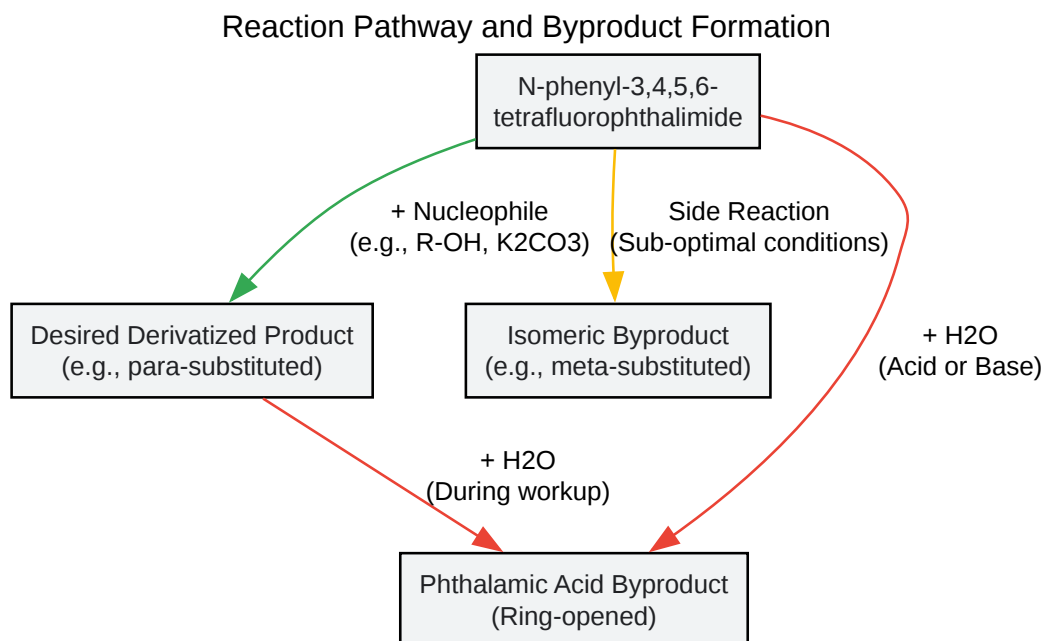 Reaction Pathway and Byproduct Formation
N-phenyl-3,4,5,6-
tetrafluorophthalimide
+ Nucleophile
(e.g., R-OH, K2CO3)
Side Reaction
(Sub-optimal conditions)
Desired Derivatized Product
(e.g., para-substituted)
Isomeric Byproduct
(e.g., meta-substituted)
+ H2O
(Acid or Base)
+ H2O
(During workup)
Phthalamic Acid Byproduct
(Ring-opened)